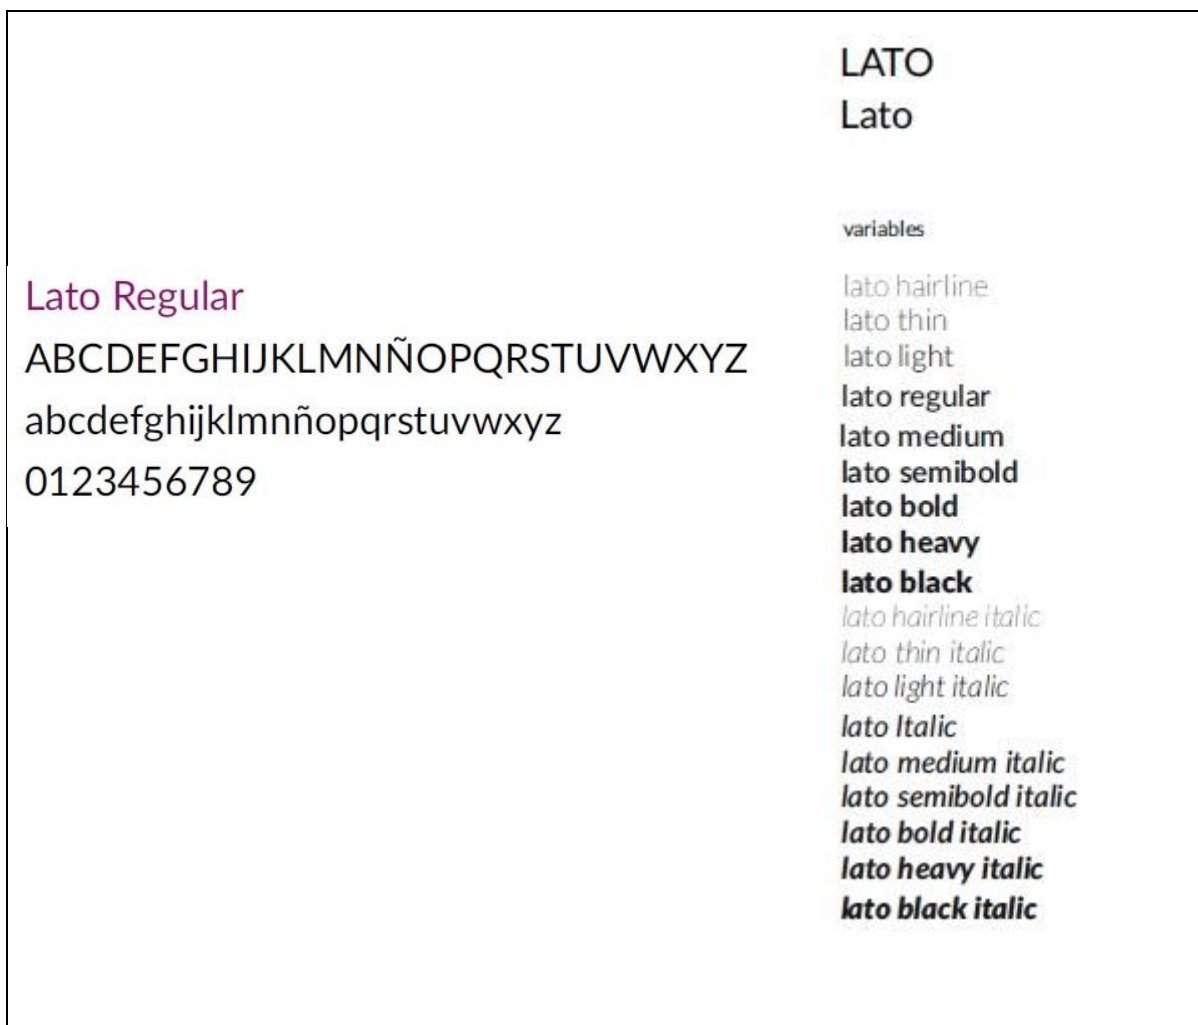 LATO
Lato
variables
Lato Regular
ABCDEFGHIJKLMNÑOPQRSTUVWXYZ
abcdefghijklmnñopqrstuvwxyz
0123456789
lato hairline
lato thin
lato light
lato regular
lato medium
lato semibold
lato bold
lato heavy
lato black
lato hairline italic
lato thin italic
lato light italic
lato Italic
lato medium italic
lato semibold italic
lato bold italic
lato heavy italic
lato black italic